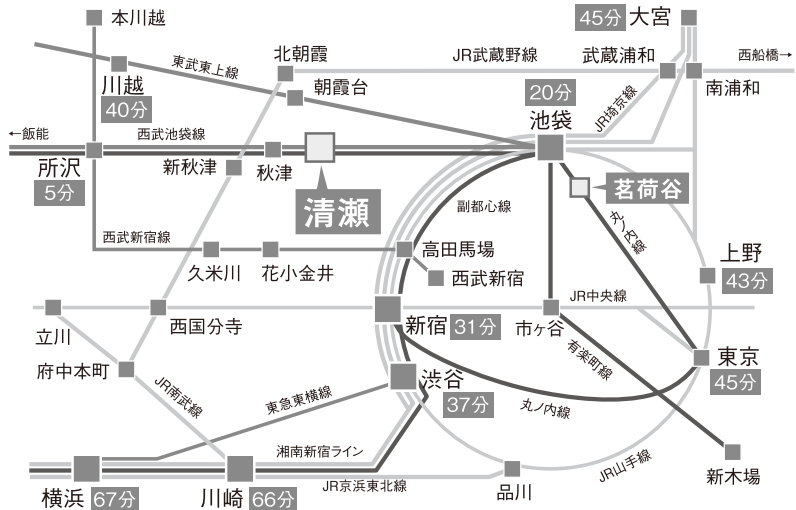 本川越
45分 大宮
北朝霞
JR武蔵野線
武蔵浦和
西船橋→
東武東上線
川越
40分
朝霞台
南浦和
20分
池袋
JR埼京線
←飯能
西武池袋線
所沢
5分
新秋津
秋津
清瀬
茗荷谷
副都心線
丸ノ内線
西武新宿線
高田馬場
上野
43分
久米川
花小金井
西武新宿
JR中央線
立川
西国分寺
新宿 31分
市ヶ谷
府中本町
有楽町線
東京
45分
JR南武線
東急東横線
渋谷
37分
丸ノ内線
湘南新宿ライン
JR山手線
新木場
横浜 67分
川崎 66分
JR京浜東北線
品川